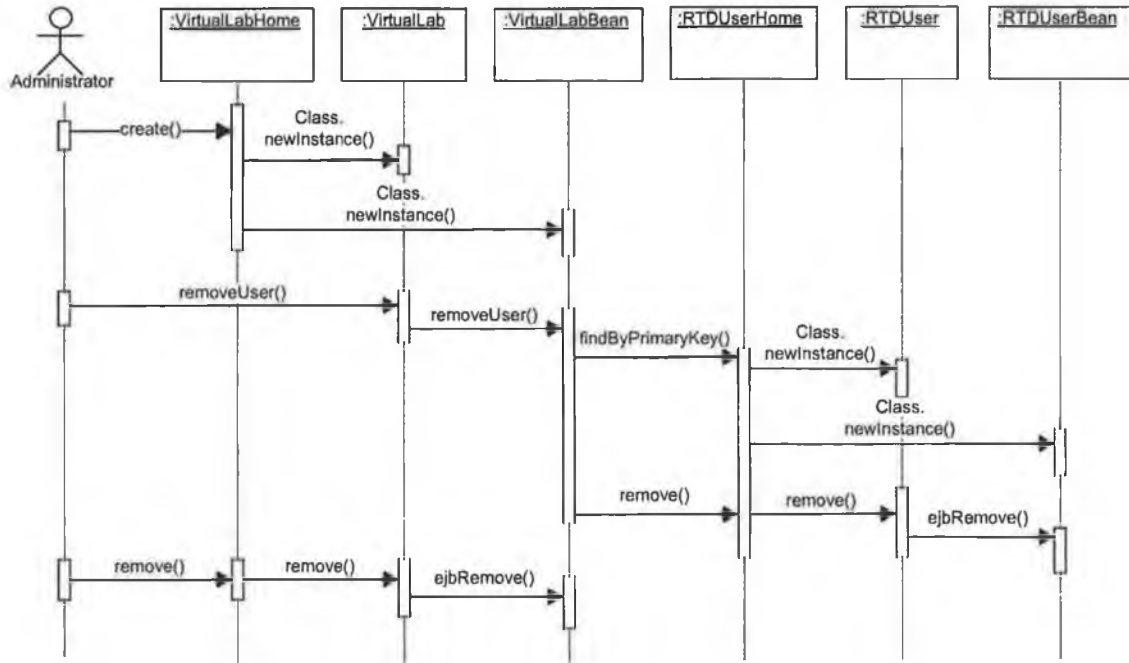 :VirtualLabHome
:VirtualLab
:VirtualLabBean
:RTDUserHome
:RTDUser
:RTDUserBean
Administrator
create()
Class.
newInstance()
Class.
newInstance()
removeUser()
removeUser()
findByPrimaryKey()
Class.
newInstance()
Class.
newInstance()
remove()
remove()
ejbRemove()
remove()
remove()
ejbRemove()